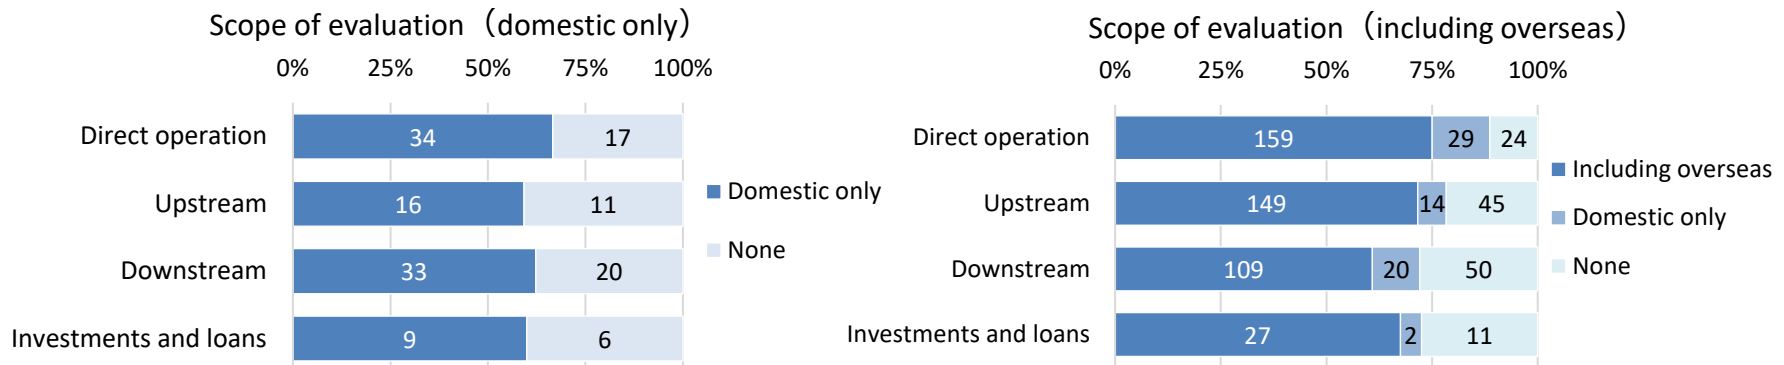 Scope of evaluation（domestic only）
0% 25% 50% 75% 100%
Direct operation 34 17
Upstream 16 11
Downstream 33 20
Investments and loans 9 6
Domestic only
None
Scope of evaluation（including overseas）
0% 25% 50% 75% 100%
Direct operation 159 29 24
Upstream 149 14 45
Downstream 109 20 50
Investments and loans 27 2 11
Including overseas
Domestic only
None